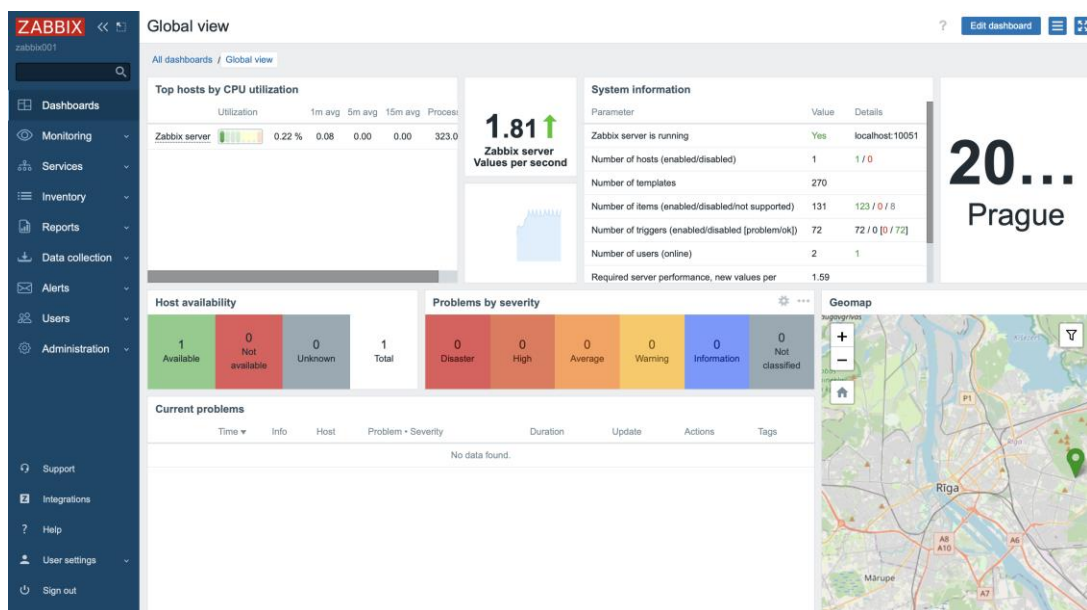 ZABBIX
zabbix001
Dashboards
Monitoring
Services
Inventory
Reports
Data collection
Alerts
Users
Administration
Support
Integrations
Help
User settings
Sign out
Global view
? Edit dashboard
All dashboards / Global view
Top hosts by CPU utilization
Utilization 1m avg 5m avg 15m avg Process
Zabbix server 0.22 % 0.08 0.00 0.00 323.0
1.81
Zabbix server
Values per second
System information
Parameter Value Details
Zabbix server is running Yes localhost:10051
Number of hosts (enabled/disabled) 1 1 / 0
Number of templates 270
Number of items (enabled/disabled/not supported) 131 123 / 0 / 8
Number of triggers (enabled/disabled [problem/ok]) 72 72 / 0 [0 / 72]
Number of users (online) 2 1
Required server performance, new values per 1.59
20...
Prague
Host availability
1 Available
0 Not available
0 Unknown
1 Total
Problems by severity
0 Disaster
0 High
0 Average
0 Warning
0 Information
0 Not classified
Current problems
Time ▼ Info Host Problem • Severity Duration Update Actions Tags
No data found.
Geomap
+
−
P1
Rīga
A8
A10
A6
Mārupe
A7